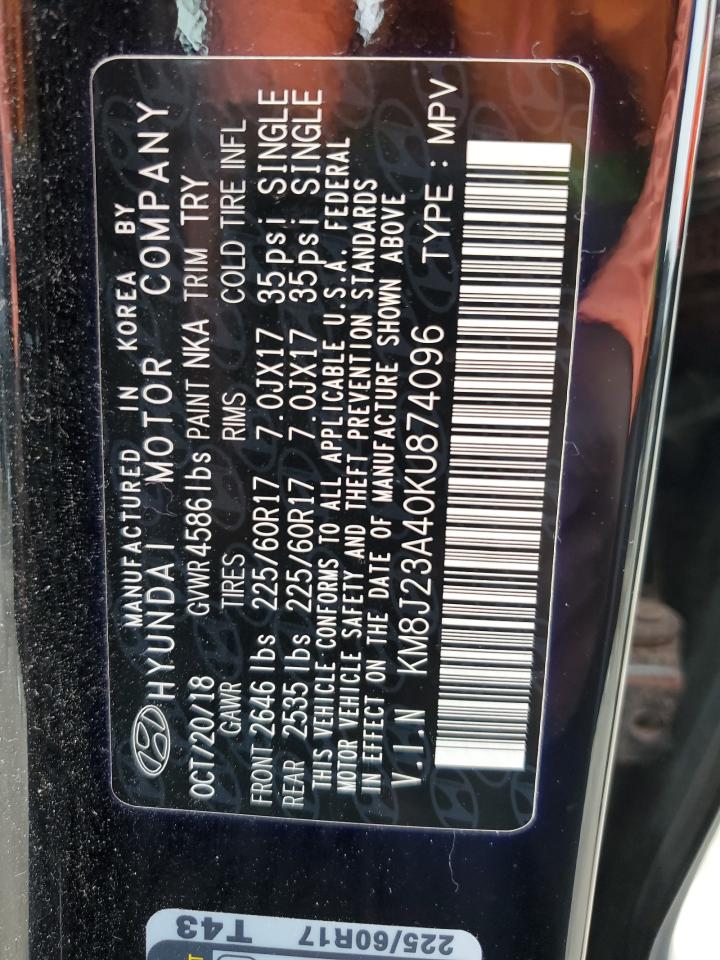 MANUFACTURED IN KOREA BY
HYUNDAI MOTOR COMPANY
OCT/20/18 GVWR 4586 lbs PAINT NKA TRIM TRY
GAWR TIRES RIMS COLD TIRE INFL
FRONT 2646 lbs 225/60R17 7.0JX17 35psi SINGLE
REAR 2535 lbs 225/60R17 7.0JX17 35psi SINGLE
THIS VEHICLE CONFORMS TO ALL APPLICABLE U.S.A. FEDERAL
MOTOR VEHICLE SAFETY AND THEFT PREVENTION STANDARDS
IN EFFECT ON THE DATE OF MANUFACTURE SHOWN ABOVE
V.I.N KM8J23A40KU874096 TYPE : MPV
T43
225/60R17